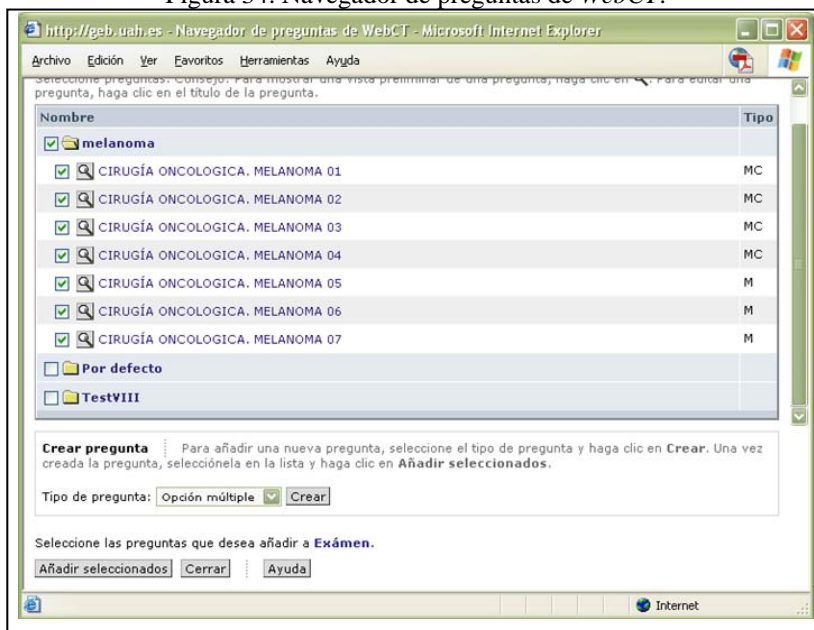 Figura 34. Navegador de preguntas de WebCT.
http://geb.uah.es - Navegador de preguntas de WebCT - Microsoft Internet Explorer
Archivo Edición Ver Favoritos Herramientas Ayuda
Seleccione preguntas. Consejo: Para mostrar una vista preliminar de una pregunta, haga clic en . Para editar una
pregunta, haga clic en el título de la pregunta.
Nombre Tipo
melanoma
CIRUGÍA ONCOLOGICA. MELANOMA 01 MC
CIRUGÍA ONCOLOGICA. MELANOMA 02 MC
CIRUGÍA ONCOLOGICA. MELANOMA 03 MC
CIRUGÍA ONCOLOGICA. MELANOMA 04 MC
CIRUGÍA ONCOLOGICA. MELANOMA 05 M
CIRUGÍA ONCOLOGICA. MELANOMA 06 M
CIRUGÍA ONCOLOGICA. MELANOMA 07 M
Por defecto
TestVIII
Crear pregunta Para añadir una nueva pregunta, seleccione el tipo de pregunta y haga clic en Crear. Una vez
creada la pregunta, selecciónela en la lista y haga clic en Añadir seleccionados.
Tipo de pregunta: Opción múltiple Crear
Seleccione las preguntas que desea añadir a Exámen.
Añadir seleccionados Cerrar Ayuda
Internet